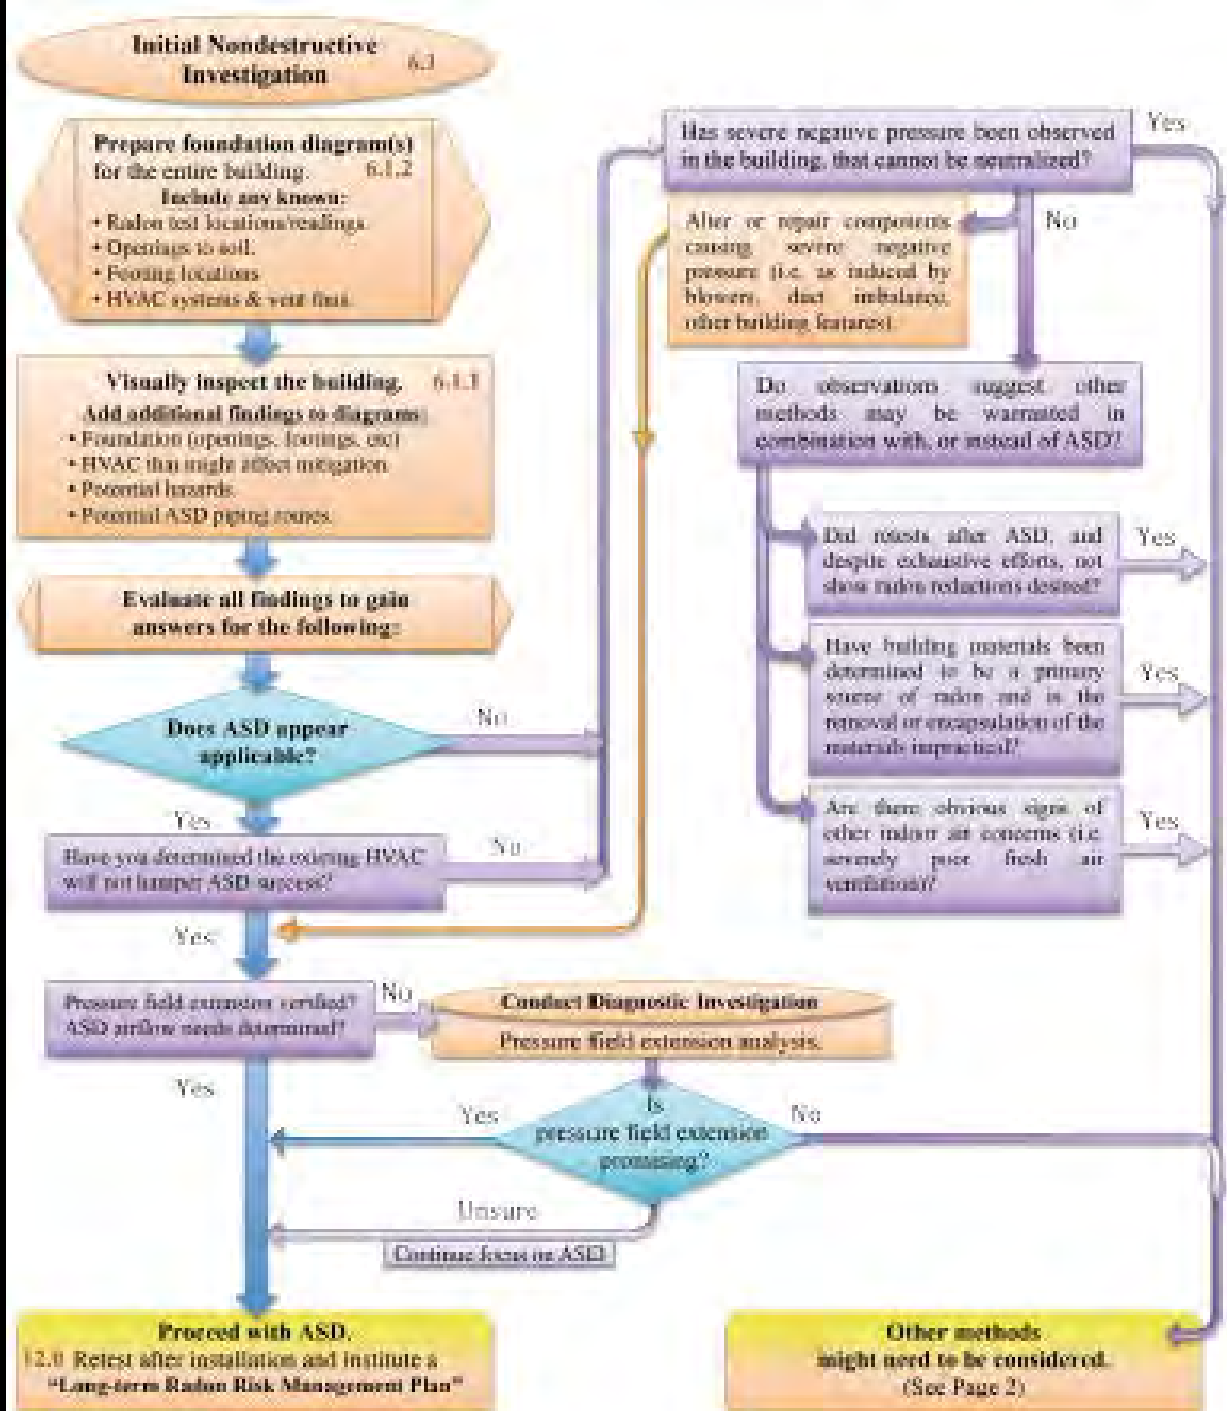 Initial Nondestructive
Investigation 6.1
Prepare foundation diagram(s)
for the entire building. 6.1.2
Include any known:
• Radon test locations/readings.
• Openings to soil.
• Footing locations
• HVAC systems & vent flues.
Visually inspect the building. 6.1.3
Add additional findings to diagrams:
• Foundation (openings, footings, etc)
• HVAC that might affect mitigation
• Potential hazards.
• Potential ASD piping routes.
Evaluate all findings to gain
answers for the following:
Does ASD appear
applicable?
No
Yes
Have you determined the existing HVAC
will not hamper ASD success?
No
Yes
Pressure field extension verified?
ASD airflow needs determined?
No
Yes
Conduct Diagnostic Investigation
Pressure field extension analysis.
Is
pressure field extension
promising?
Yes
No
Unsure
Continue focus on ASD
Proceed with ASD.
12.0 Retest after installation and institute a
"Long-term Radon Risk Management Plan"
Has severe negative pressure been observed
in the building, that cannot be neutralized?
Yes
No
Alter or repair components
causing severe negative
pressure (i.e. as induced by
blowers, duct imbalance,
other building features).
Do observations suggest other
methods may be warranted in
combination with, or instead of ASD?
Did retests after ASD, and
despite exhaustive efforts, not
show radon reductions desired?
Yes
Have building materials been
determined to be a primary
source of radon and is the
removal or encapsulation of the
materials impractical?
Yes
Are there obvious signs of
other indoor air concerns (i.e.
severely poor fresh air
ventilation)?
Yes
Other methods
might need to be considered.
(See Page 2)